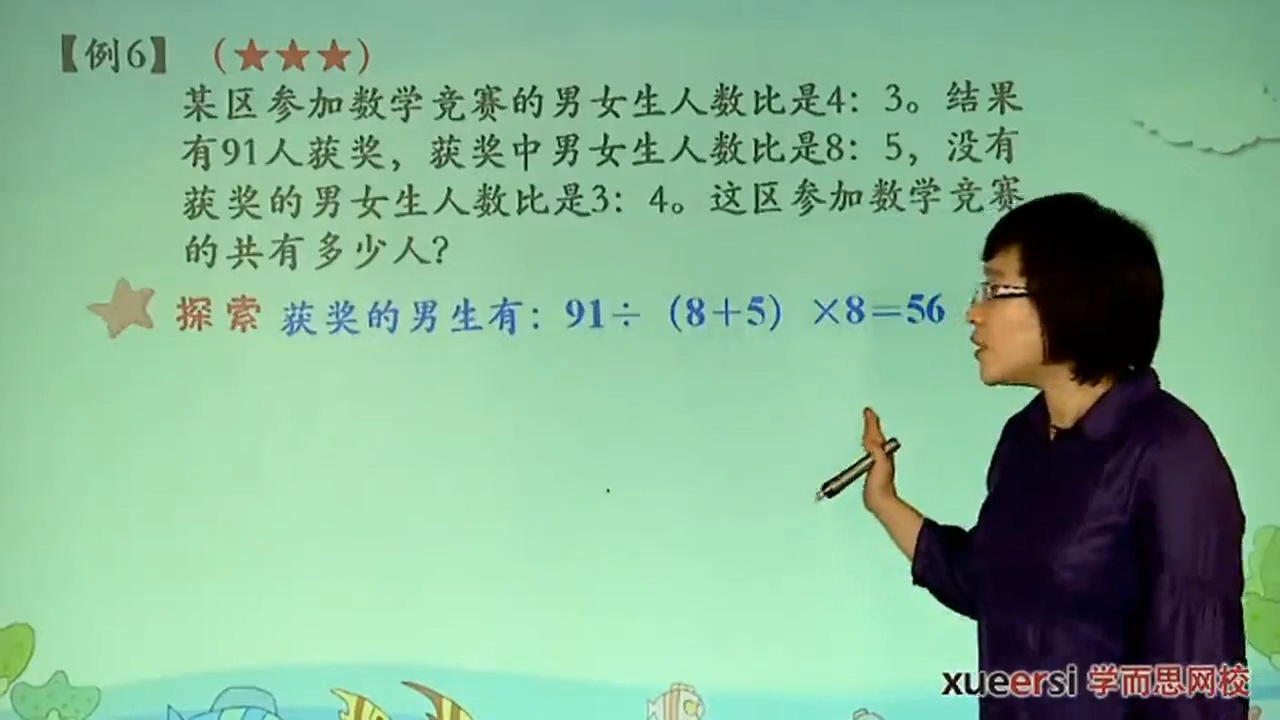 【例6】（★★★）
某区参加数学竞赛的男女生人数比是4：3。结果
有91人获奖，获奖中男女生人数比是8：5，没有
获奖的男女生人数比是3：4。这区参加数学竞赛
的共有多少人？
探索 获奖的男生有：91÷（8＋5）×8＝56
xueersi 学而思网校